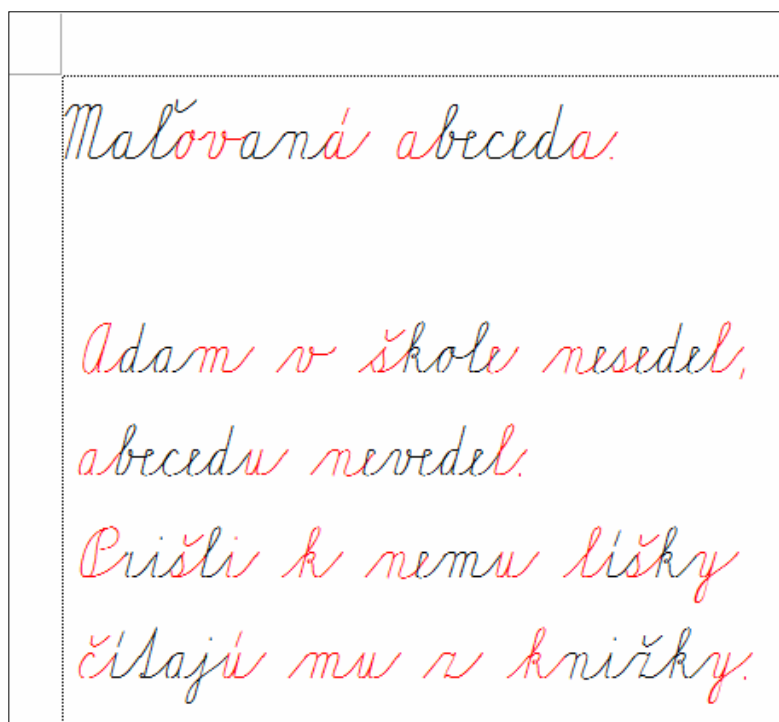 Maľovaná abeceda.
Adam v škole nesedel,
abecedu nevedel.
Prišli k nemu líšky
čítajú mu z knižky.